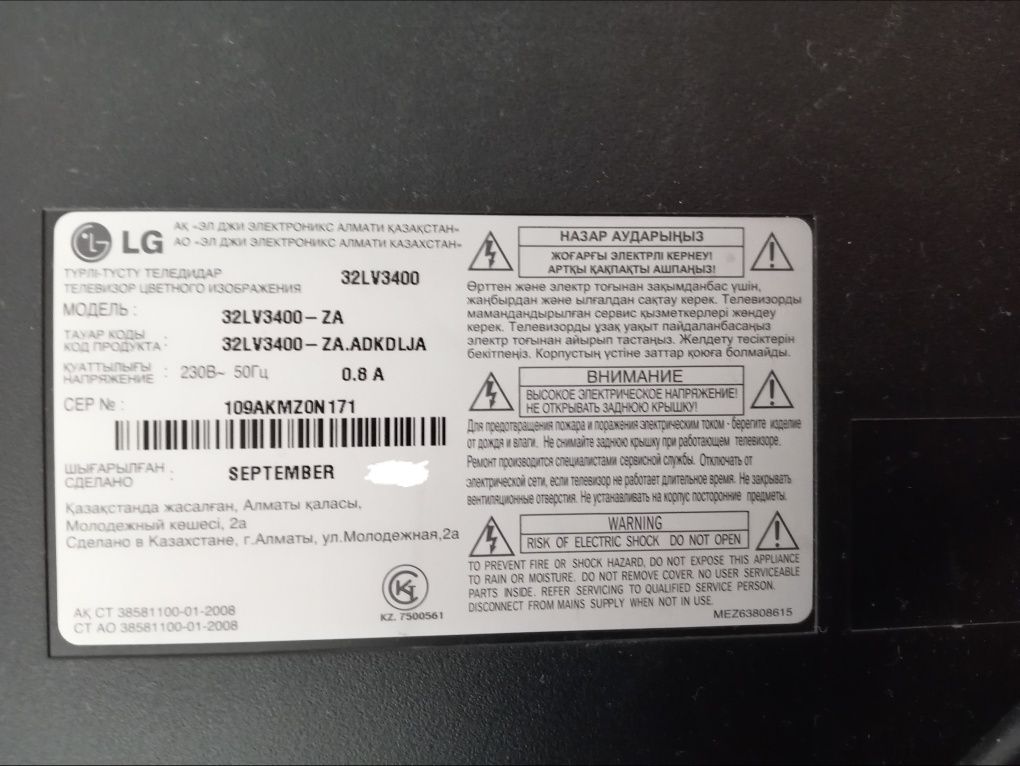 LG
АҚ «ЭЛ ДЖИ ЭЛЕКТРОНИКС АЛМАТИ ҚАЗАҚСТАН»
АО «ЭЛ ДЖИ ЭЛЕКТРОНИКС АЛМАТИ КАЗАХСТАН»
ТҮРЛІ-ТҮСТУ ТЕЛЕДИДАР
ТЕЛЕВИЗОР ЦВЕТНОГО ИЗОБРАЖЕНИЯ
32LV3400
МОДЕЛЬ :
32LV3400-ZA
ТАУАР КОДЫ
КОД ПРОДУКТА :
32LV3400-ZA.ADKDLJA
ҚУАТТЫЛЫҒЫ
НАПРЯЖЕНИЕ : 230В~ 50Гц
0.8 A
СЕР № :
109AKMZ0N171
ШЫҒАРЫЛҒАН :
СДЕЛАНО
SEPTEMBER
Қазақстанда жасалған, Алматы қаласы,
Молодежный көшесі, 2а
Сделано в Казахстане, г.Алматы, ул.Молодежная,2а
KZ. 7500561
АҚ СТ 38581100-01-2008
СТ АО 38581100-01-2008
НАЗАР АУДАРЫҢЫЗ
ЖОҒАРҒЫ ЭЛЕКТРЛІ КЕРНЕУ!
АРТҚЫ ҚАҚПАҚТЫ АШПАҢЫЗ!
Өрттен және электр тоғынан зақымданбас үшін,
жаңбырдан және ылғалдан сақтау керек. Телевизорды
мамандандырылған сервис қызметкерлері жөндеу
керек. Телевизорды ұзақ уақыт пайдаланбасаңыз
электр тоғынан айырып тастаңыз. Желдету тесіктерін
бекітпеңіз. Корпустың үстіне заттар қоюға болмайды.
ВНИМАНИЕ
ВЫСОКОЕ ЭЛЕКТРИЧЕСКОЕ НАПРЯЖЕНИЕ!
НЕ ОТКРЫВАТЬ ЗАДНЮЮ КРЫШКУ!
Для предотвращения пожара и поражения электрическим током - берегите изделие
от дождя и влаги. Не снимайте заднюю крышку при работающем телевизоре.
Ремонт производится специалистами сервисной службы. Отключать от
электрической сети, если телевизор не работает длительное время. Не закрывать
вентиляционные отверстия. Не устанавливать на корпус посторонние предметы.
WARNING
RISK OF ELECTRIC SHOCK DO NOT OPEN
TO PREVENT FIRE OR SHOCK HAZARD, DO NOT EXPOSE THIS APPLIANCE
TO RAIN OR MOISTURE. DO NOT REMOVE COVER. NO USER SERVICEABLE
PARTS INSIDE. REFER SERVICING TO QUALIFIED SERVICE PERSON.
DISCONNECT FROM MAINS SUPPLY WHEN NOT IN USE.
MEZ63808615